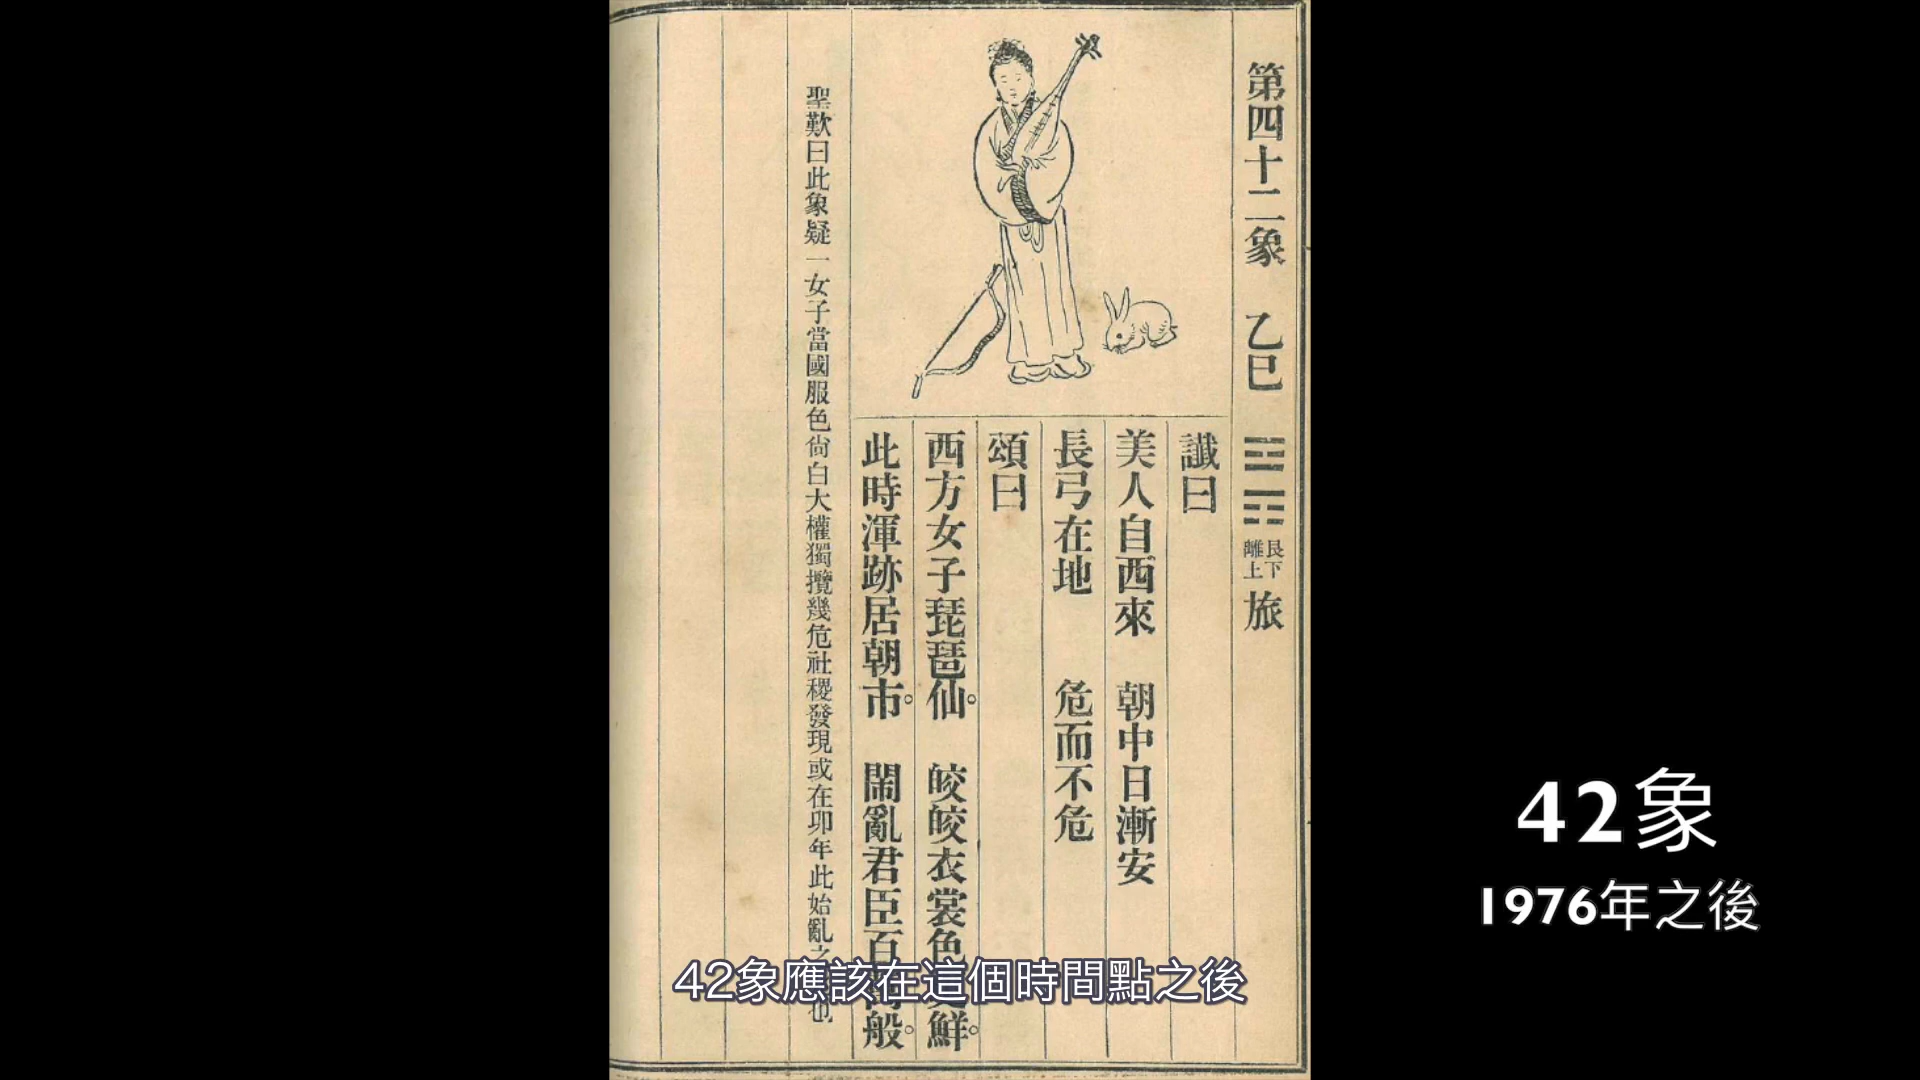 第四十二象 乙巳 艮下離上 旅
讖曰
美人自西來 朝中日漸安
長弓在地 危而不危
頌曰
西方女子琵琶仙。 皎皎衣裳色 鮮。
此時渾跡居朝市。 鬧亂君臣百 般。
聖歎曰此象疑一女子當國服色尙白大權獨攬幾危社稷發現或在卯年此始亂之 也
42象
1976年之後
42象應該在這個時間點之後